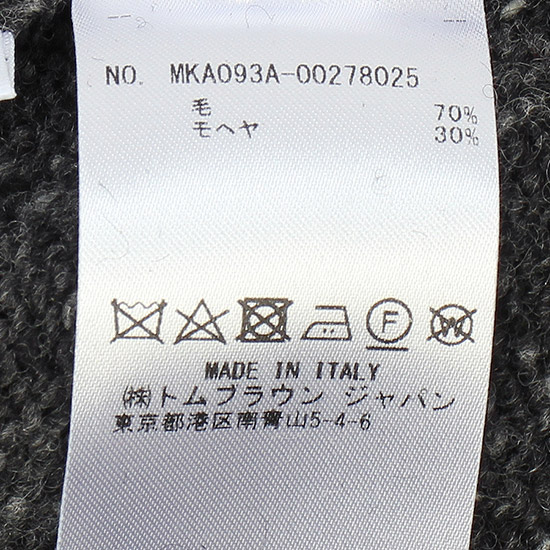 NO. MKA093A-00278025
毛 70%
モヘヤ 30%
F W
MADE IN ITALY
㈱トムブラウン ジャパン
東京都港区南青山5-4-6